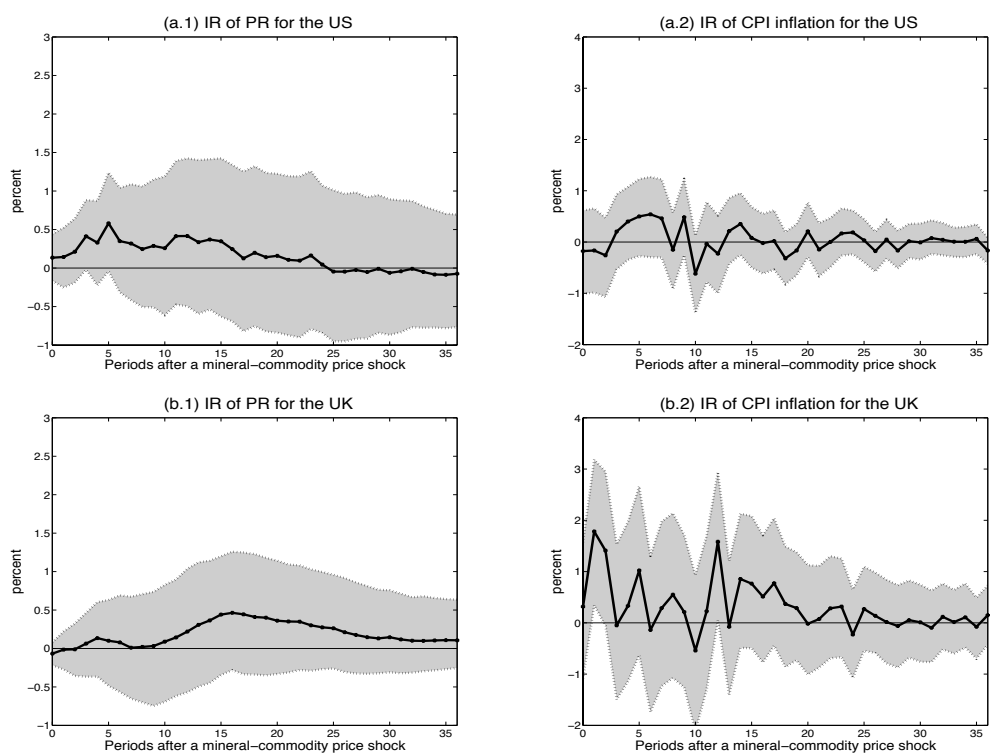 (a.1) IR of PR for the US
3
2.5
2
1.5
1
0.5
0
−0.5
−1
percent
0 5 10 15 20 25 30 35
Periods after a mineral−commodity price shock
(a.2) IR of CPI inflation for the US
4
3
2
1
0
−1
−2
percent
0 5 10 15 20 25 30 35
Periods after a mineral−commodity price shock
(b.1) IR of PR for the UK
3
2.5
2
1.5
1
0.5
0
−0.5
−1
percent
0 5 10 15 20 25 30 35
Periods after a mineral−commodity price shock
(b.2) IR of CPI inflation for the UK
4
3
2
1
0
−1
−2
percent
0 5 10 15 20 25 30 35
Periods after a mineral−commodity price shock